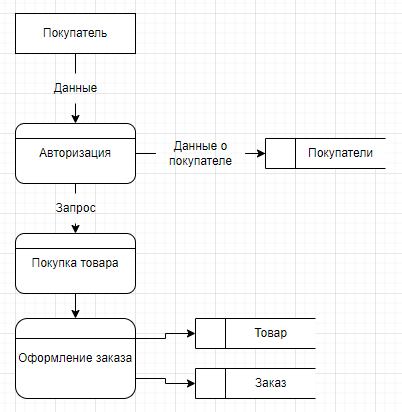 Покупатель
Данные
Авторизация
Данные о
покупателе
Покупатели
Запрос
Покупка товара
Оформление заказа
Товар
Заказ